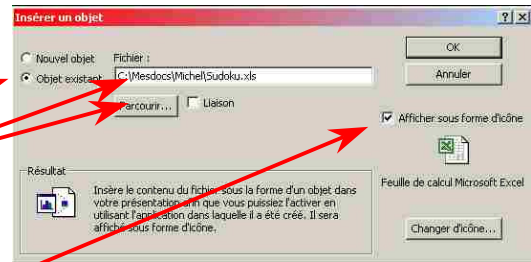 Insérer un objet
Nouvel objet
Objet existant
Fichier :
C:\Mesdocs\Michel\Sudoku.xls
Parcourir...
Liaison
OK
Annuler
Afficher sous forme d'icône
Feuille de calcul Microsoft Excel
Changer d'icône...
Résultat
Insère le contenu du fichier sous la forme d'un objet dans
votre présentation afin que vous puissiez l'activer en
utilisant l'application dans laquelle il a été créé. Il sera
affiché sous forme d'icône.